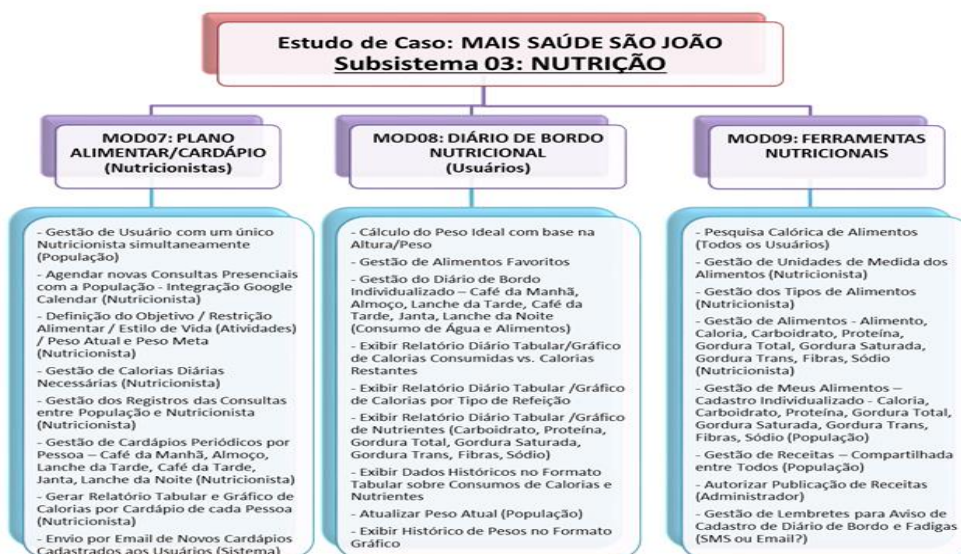 Estudo de Caso: MAIS SAÚDE SÃO JOÃO
Subsistema 03: NUTRIÇÃO
MOD07: PLANO
ALIMENTAR/CARDÁPIO
(Nutricionistas)
- Gestão de Usuário com um único
Nutricionista simultaneamente
(População)
- Agendar novas Consultas Presenciais
com a População - Integração Google
Calendar (Nutricionista)
- Definição do Objetivo / Restrição
Alimentar / Estilo de Vida (Atividades)
/ Peso Atual e Peso Meta
(Nutricionista)
- Gestão de Calorias Diárias
Necessárias (Nutricionista)
- Gestão dos Registros das Consultas
entre População e Nutricionista
(Nutricionista)
- Gestão de Cardápios Periódicos por
Pessoa – Café da Manhã, Almoço,
Lanche da Tarde, Café da Tarde,
Janta, Lanche da Noite (Nutricionista)
- Gerar Relatório Tabular e Gráfico de
Calorias por Cardápio de cada Pessoa
(Nutricionista)
- Envio por Email de Novos Cardápios
Cadastrados aos Usuários (Sistema)
MOD08: DIÁRIO DE BORDO
NUTRICIONAL
(Usuários)
- Cálculo do Peso Ideal com base na
Altura/Peso
- Gestão de Alimentos Favoritos
- Gestão do Diário de Bordo
Individualizado – Café da Manhã,
Almoço, Lanche da Tarde, Café da
Tarde, Janta, Lanche da Noite
(Consumo de Água e Alimentos)
- Exibir Relatório Diário Tabular/Gráfico
de Calorias Consumidas vs. Calorias
Restantes
- Exibir Relatório Diário Tabular /Gráfico
de Calorias por Tipo de Refeição
- Exibir Relatório Diário Tabular /Gráfico
de Nutrientes (Carboidrato, Proteína,
Gordura Total, Gordura Saturada,
Gordura Trans, Fibras, Sódio)
- Exibir Dados Históricos no Formato
Tabular sobre Consumos de Calorias e
Nutrientes
- Atualizar Peso Atual (População)
- Exibir Histórico de Pesos no Formato
Gráfico
MOD09: FERRAMENTAS
NUTRICIONAIS
- Pesquisa Calórica de Alimentos
(Todos os Usuários)
- Gestão de Unidades de Medida dos
Alimentos (Nutricionista)
- Gestão dos Tipos de Alimentos
(Nutricionista)
- Gestão de Alimentos - Alimento,
Caloria, Carboidrato, Proteína,
Gordura Total, Gordura Saturada,
Gordura Trans, Fibras, Sódio
(Nutricionista)
- Gestão de Meus Alimentos –
Cadastro Individualizado - Caloria,
Carboidrato, Proteína, Gordura Total,
Gordura Saturada, Gordura Trans,
Fibras, Sódio (População)
- Gestão de Receitas – Compartilhada
entre Todos (População)
- Autorizar Publicação de Receitas
(Administrador)
- Gestão de Lembretes para Aviso de
Cadastro de Diário de Bordo e Fadigas
(SMS ou Email?)